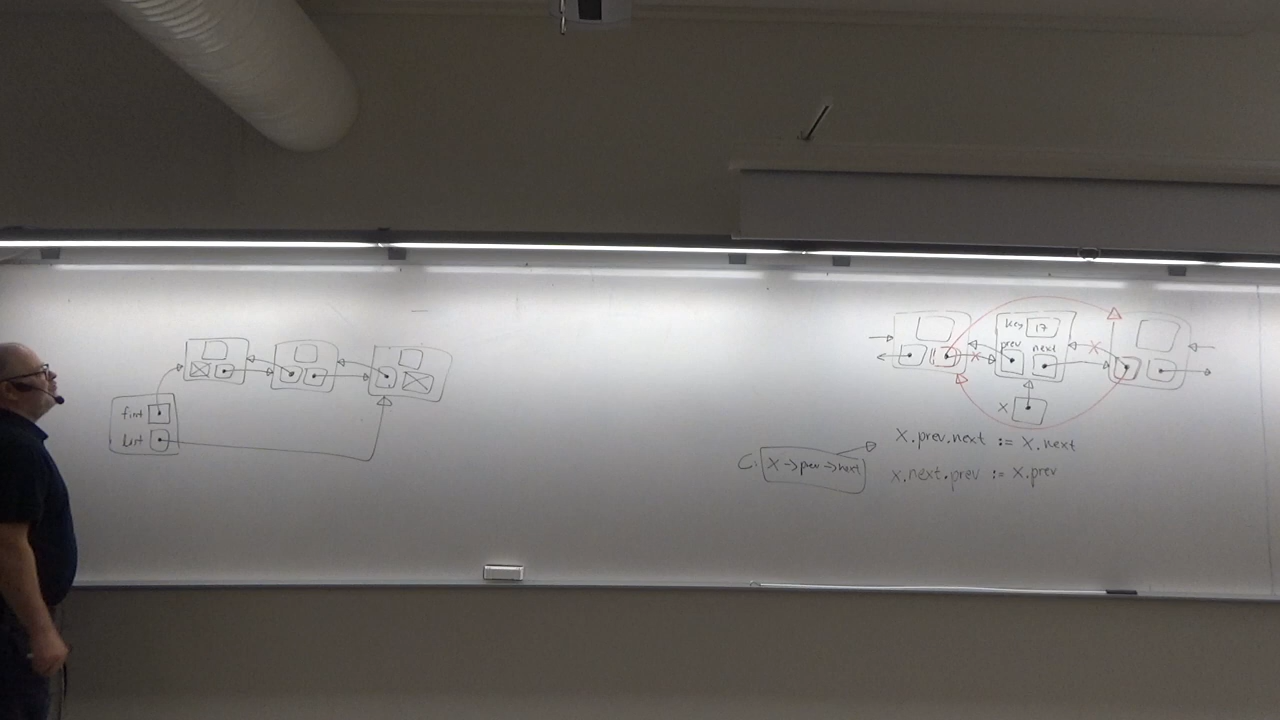 first
last
key 17
prev next
X
X.prev.next := X.next
C: X->prev->next
X.next.prev := X.prev